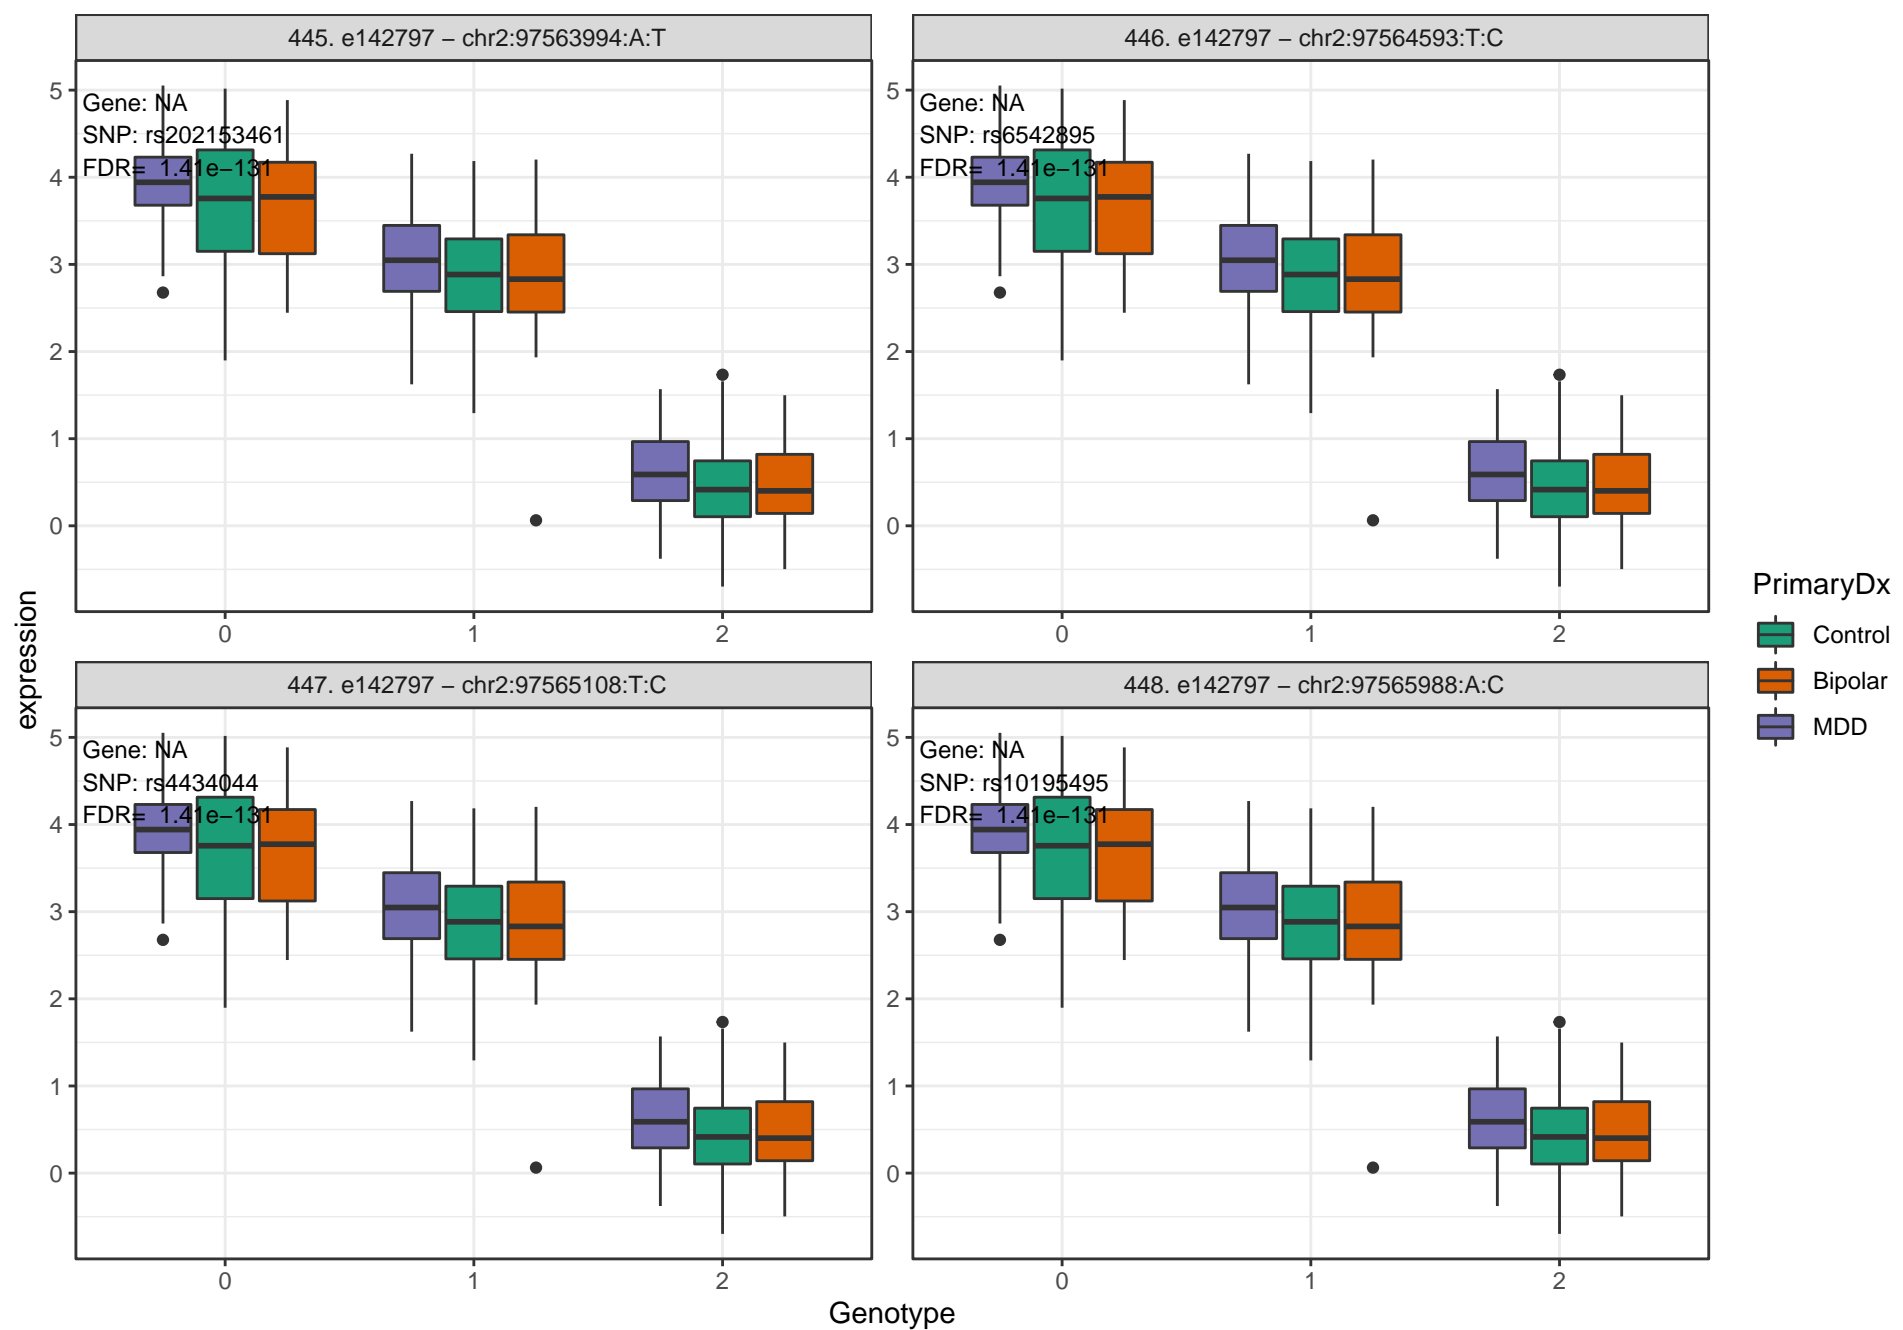 445. e142797 − chr2:97563994:A:T
446. e142797 − chr2:97564593:T:C
5
4
3
2
1
0
Gene: NA
SNP: rs202153461
FDR= 1.41e−131
0
1
2
5
4
3
2
1
0
Gene: NA
SNP: rs6542895
FDR= 1.41e−131
0
1
2
447. e142797 − chr2:97565108:T:C
448. e142797 − chr2:97565988:A:C
5
4
3
2
1
0
Gene: NA
SNP: rs4434044
FDR= 1.41e−131
0
1
2
5
4
3
2
1
0
Gene: NA
SNP: rs10195495
FDR= 1.41e−131
0
1
2
expression
Genotype
PrimaryDx
Control
Bipolar
MDD